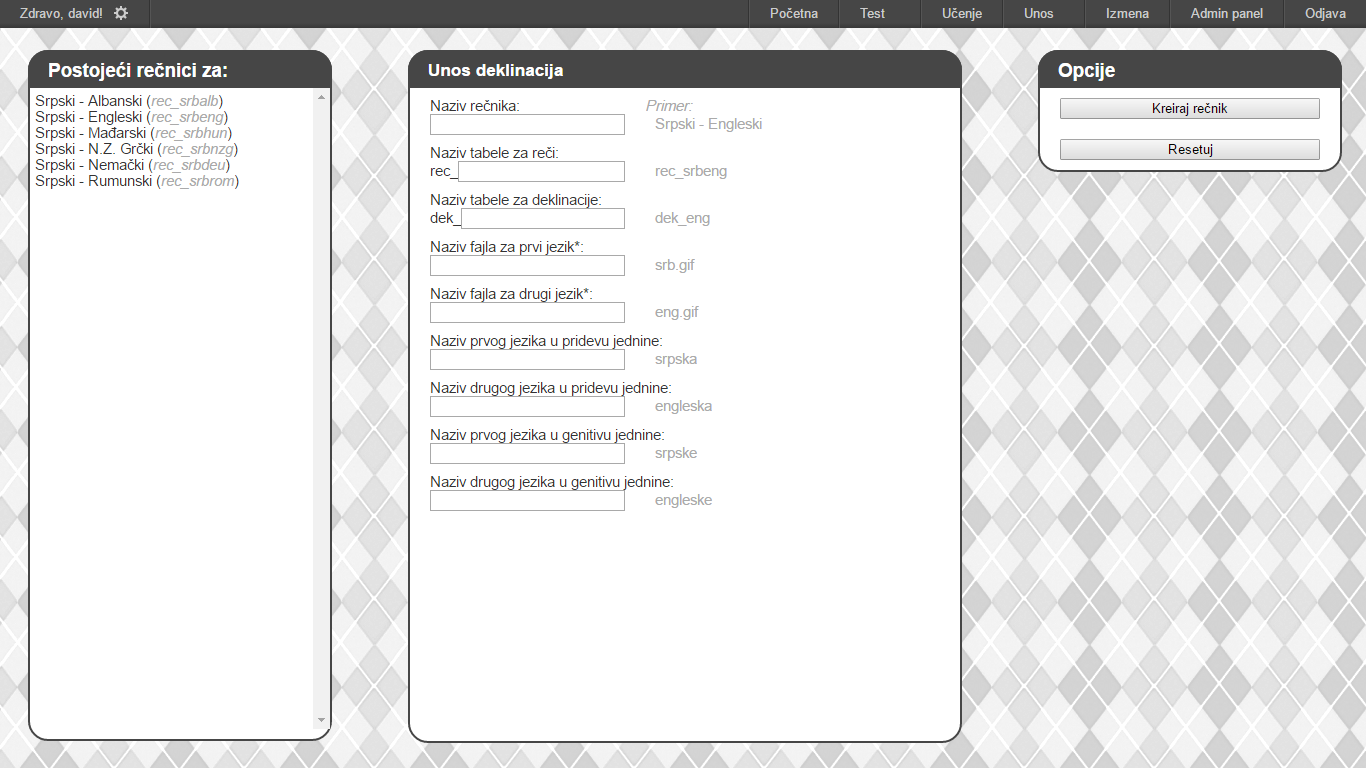 Zdravo, david!
Početna
Test
Učenje
Unos
Izmena
Admin panel
Odjava
Postojeći rečnici za:
Srpski - Albanski (rec_srbalb)
Srpski - Engleski (rec_srbeng)
Srpski - Mađarski (rec_srbhun)
Srpski - N.Z. Grčki (rec_srbnzg)
Srpski - Nemački (rec_srbdeu)
Srpski - Rumunski (rec_srbrom)
Unos deklinacija
Naziv rečnika: Primer:
Srpski - Engleski
Naziv tabele za reči:
rec_ rec_srbeng
Naziv tabele za deklinacije:
dek_ dek_eng
Naziv fajla za prvi jezik*:
srb.gif
Naziv fajla za drugi jezik*:
eng.gif
Naziv prvog jezika u pridevu jednine:
srpska
Naziv drugog jezika u pridevu jednine:
engleska
Naziv prvog jezika u genitivu jednine:
srpske
Naziv drugog jezika u genitivu jednine:
engleske
Opcije
Kreiraj rečnik
Resetuj